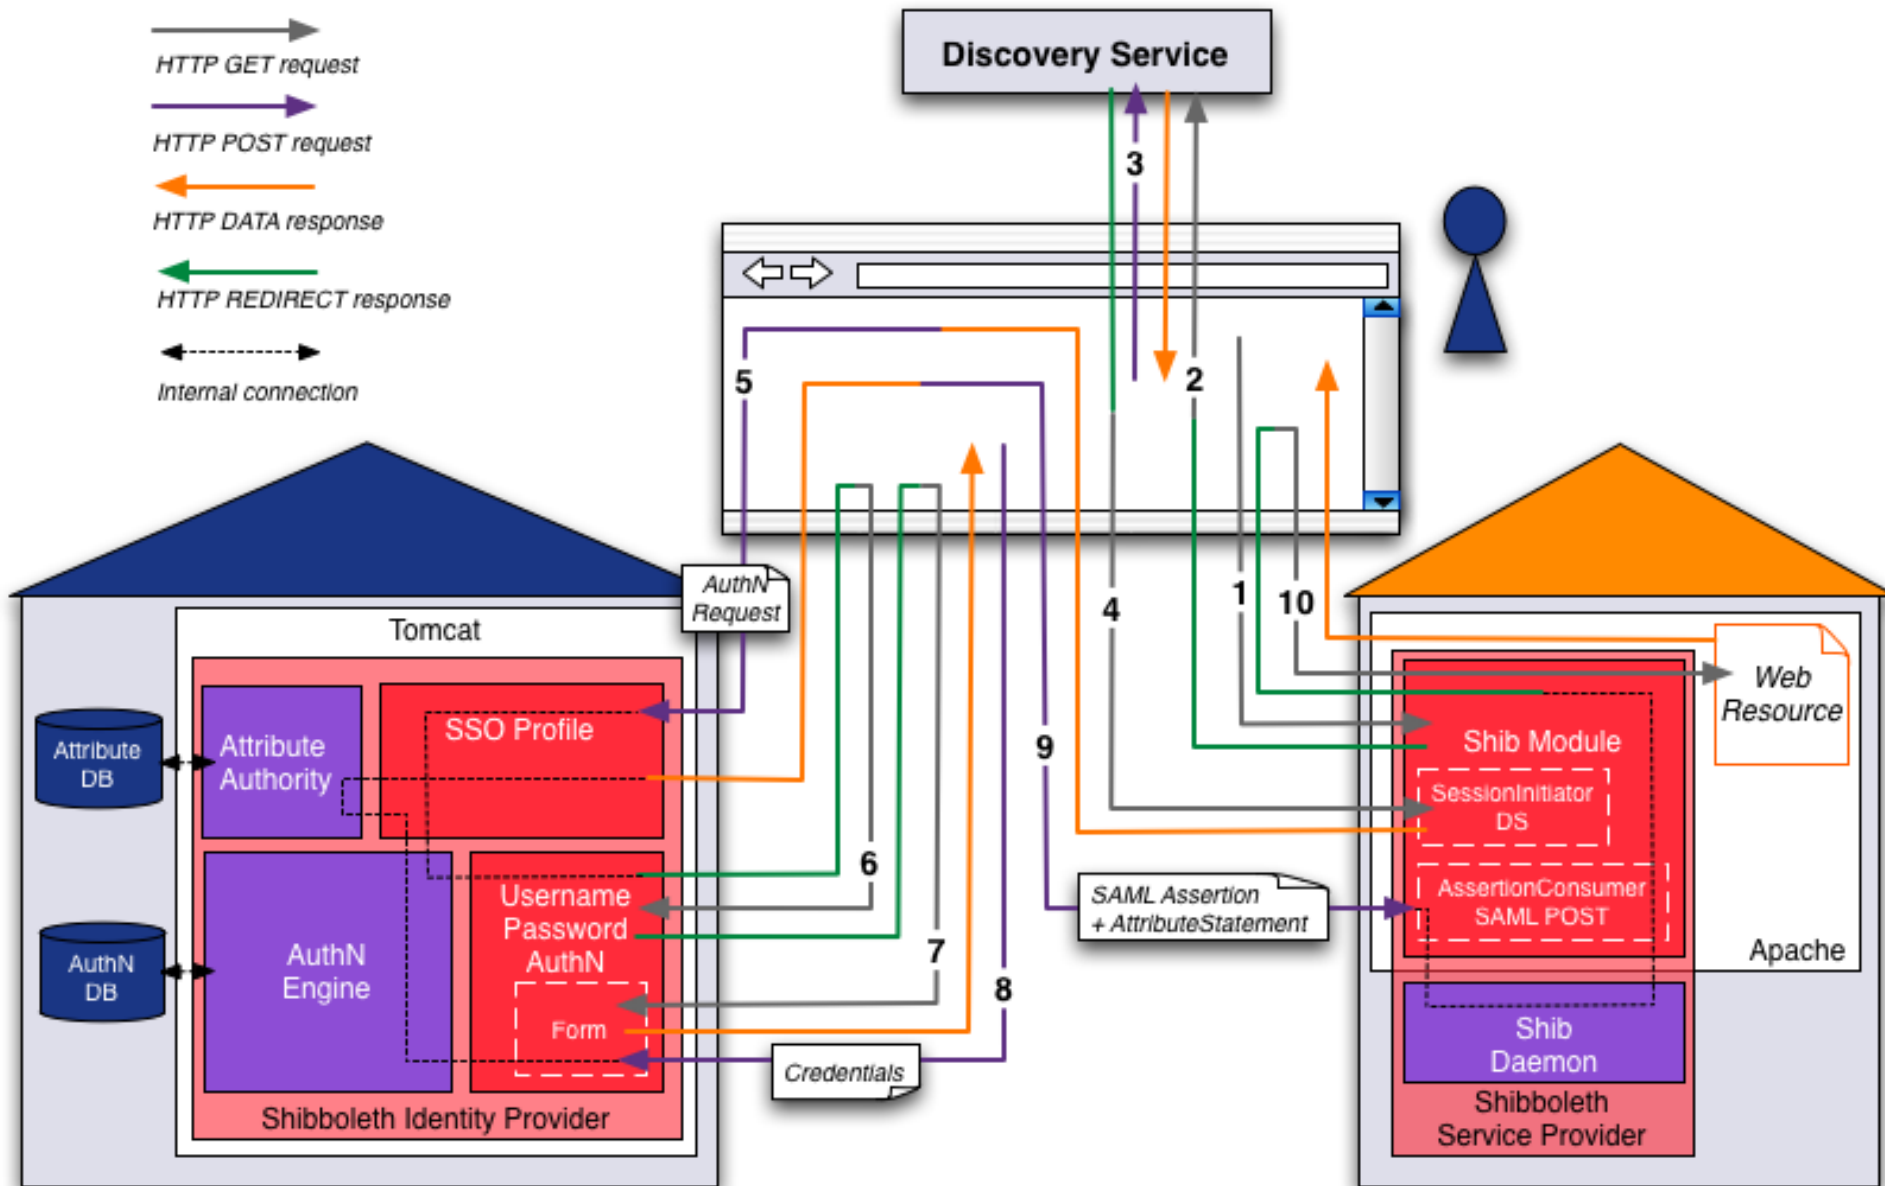 HTTP GET request
HTTP POST request
HTTP DATA response
HTTP REDIRECT response
Internal connection
Discovery Service
3
2
5
AuthN
Request
4
1
10
Tomcat
Attribute
DB
Attribute
Authority
SSO Profile
9
6
7
8
AuthN
DB
AuthN
Engine
Username
Password
AuthN
Form
Credentials
Shibboleth Identity Provider
SAML Assertion
+ AttributeStatement
Web
Resource
Shib Module
SessionInitiator
DS
AssertionConsumer
SAML POST
Apache
Shib
Daemon
Shibboleth
Service Provider